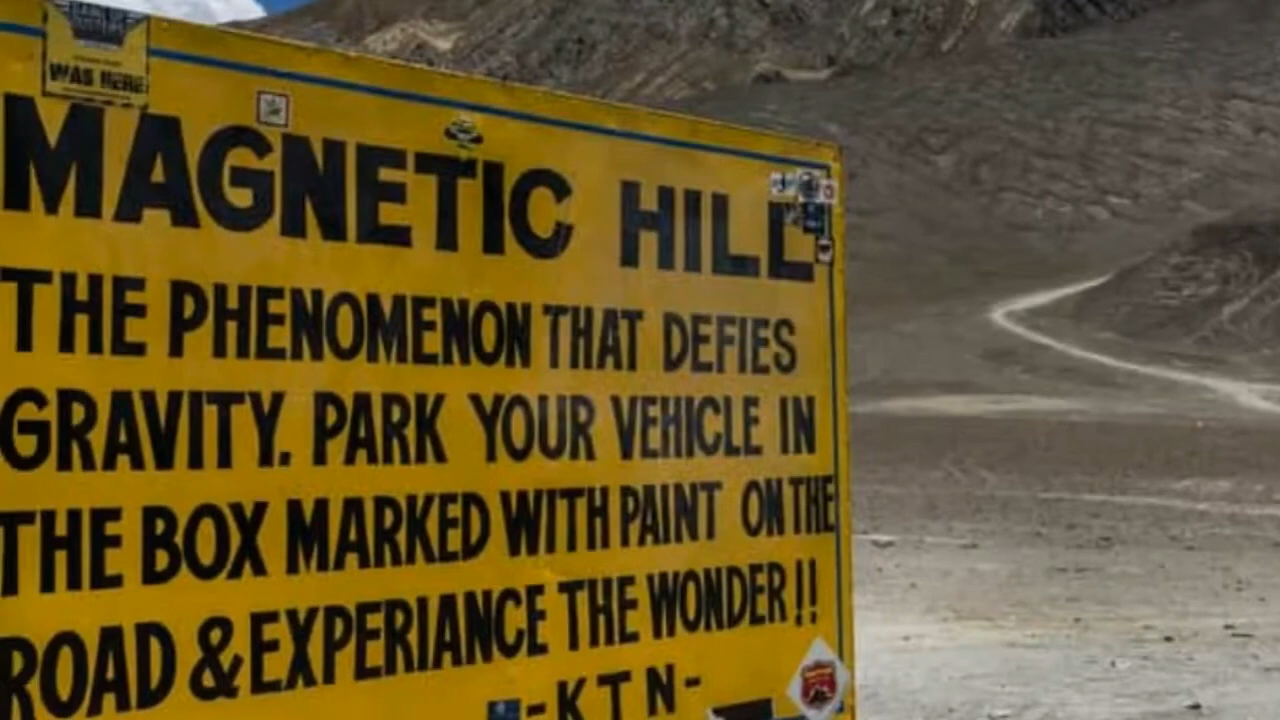 WAS HERE
MAGNETIC HILL
THE PHENOMENON THAT DEFIES
GRAVITY. PARK YOUR VEHICLE IN
THE BOX MARKED WITH PAINT ON THE
ROAD & EXPERIANCE THE WONDER !!
-KTN-